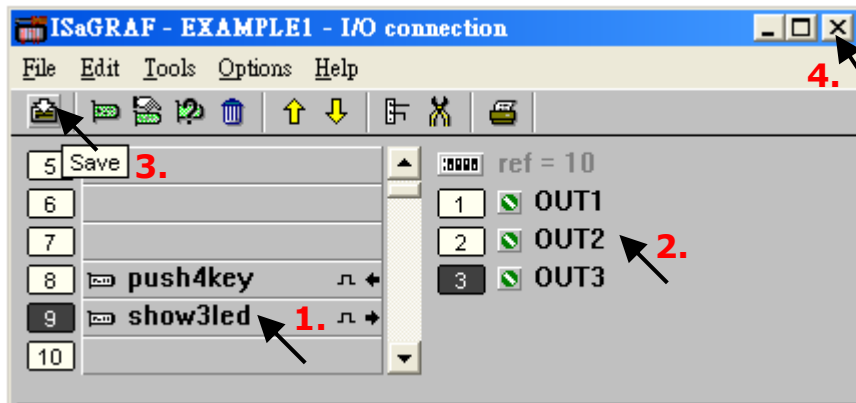 ISaGRAF - EXAMPLE1 - I/O connection
File Edit Tools Options Help
4.
5 Save 3.
6
7
8 push4key
9 show3led 1.
10
ref = 10
1 OUT1
2 OUT2 2.
3 OUT3